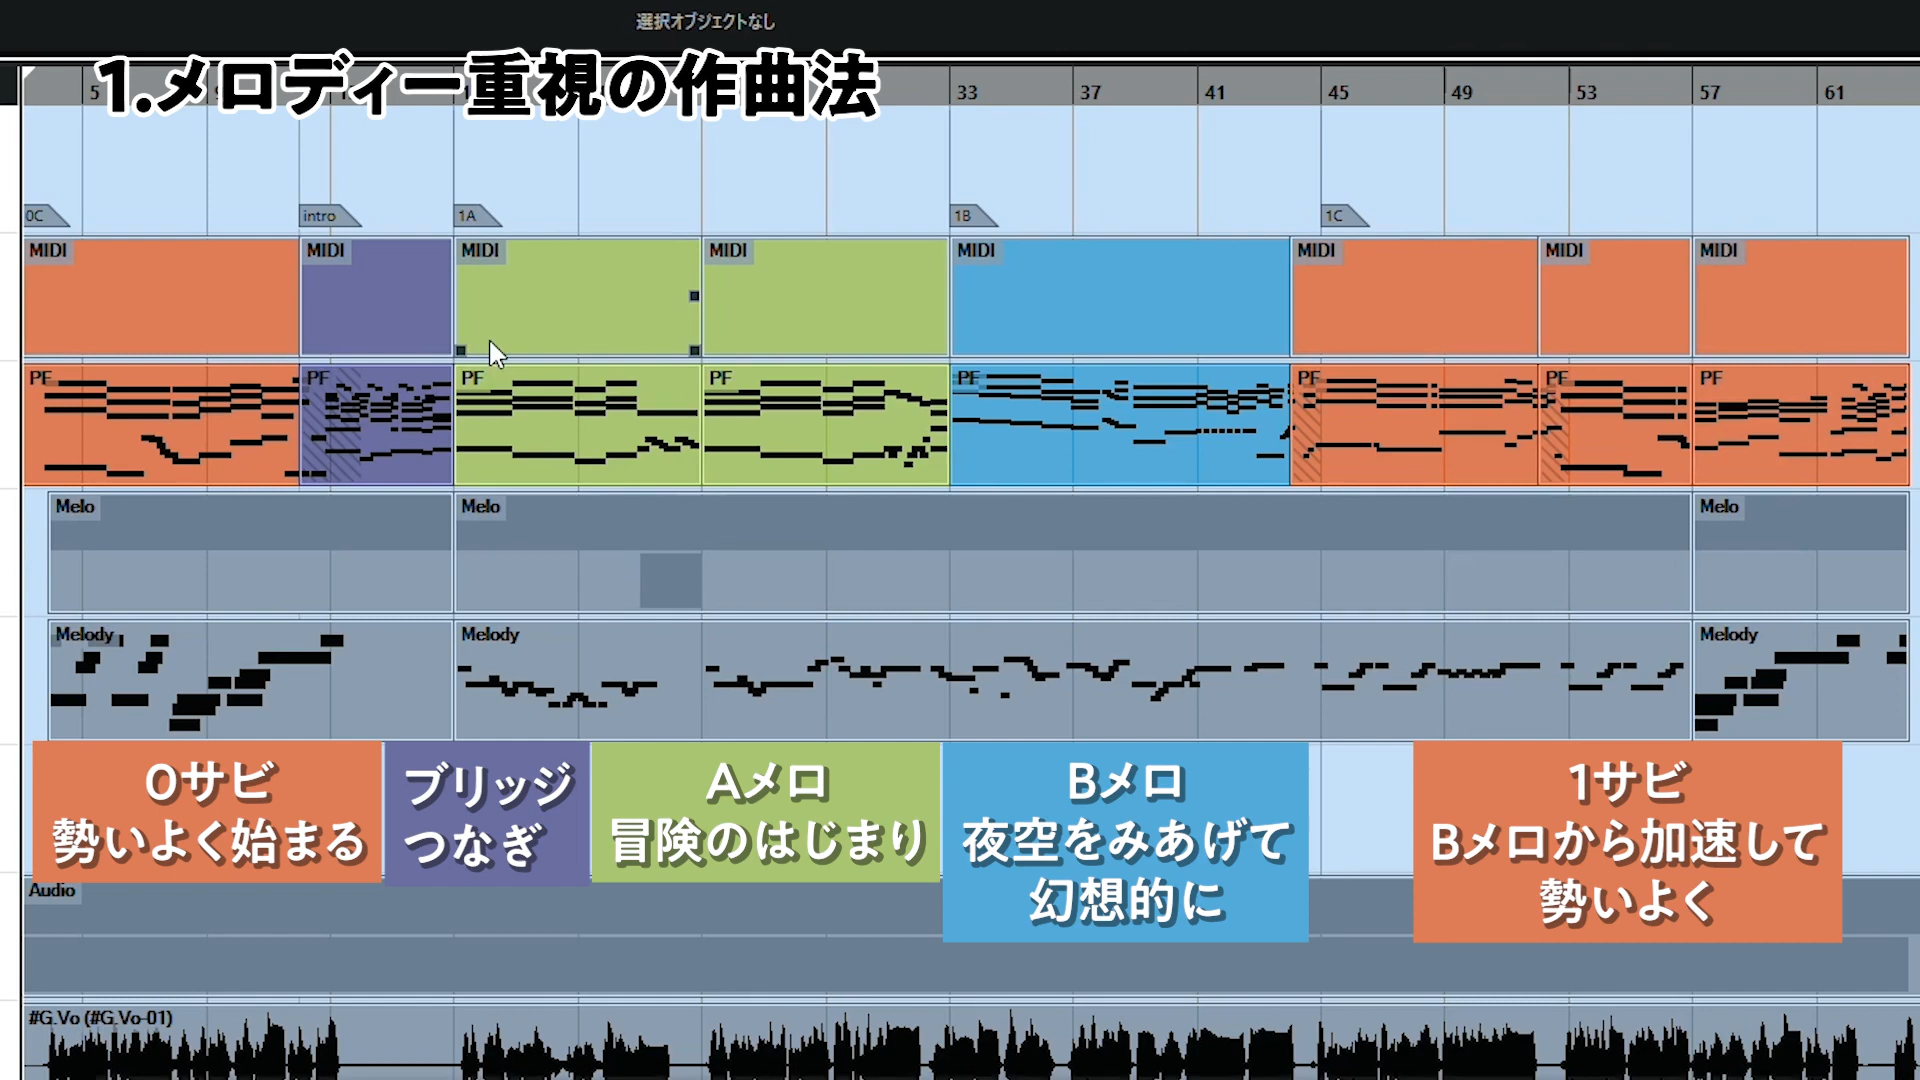 選択オブジェクトなし
1.メロディー重視の作曲法
5
33 37 41 45 49 53 57 61
0C intro 1A 1B 1C
MIDI MIDI MIDI MIDI MIDI MIDI MIDI MIDI
PF PF PF PF PF PF PF PF
Melo Melo Melo
Melody Melody Melody
0サビ
勢いよく始まる
ブリッジ
つなぎ
Aメロ
冒険のはじまり
Bメロ
夜空をみあげて
幻想的に
1サビ
Bメロから加速して
勢いよく
Audio
#G.Vo (#G.Vo-01)